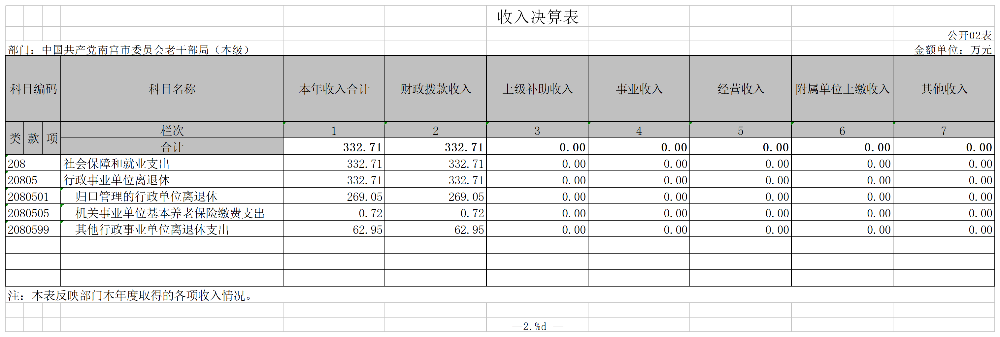 收入决算表
公开02表
部门：中国共产党南宫市委员会老干部局（本级） 金额单位：万元
科目编码 科目名称 本年收入合计 财政拨款收入 上级补助收入 事业收入 经营收入 附属单位上缴收入 其他收入
类 款 项 栏次 1 2 3 4 5 6 7
合计 332.71 332.71 0.00 0.00 0.00 0.00 0.00
208 社会保障和就业支出 332.71 332.71 0.00 0.00 0.00 0.00 0.00
20805 行政事业单位离退休 332.71 332.71 0.00 0.00 0.00 0.00 0.00
2080501 归口管理的行政单位离退休 269.05 269.05 0.00 0.00 0.00 0.00 0.00
2080505 机关事业单位基本养老保险缴费支出 0.72 0.72 0.00 0.00 0.00 0.00 0.00
2080599 其他行政事业单位离退休支出 62.95 62.95 0.00 0.00 0.00 0.00 0.00
注：本表反映部门本年度取得的各项收入情况。
—2.%d —